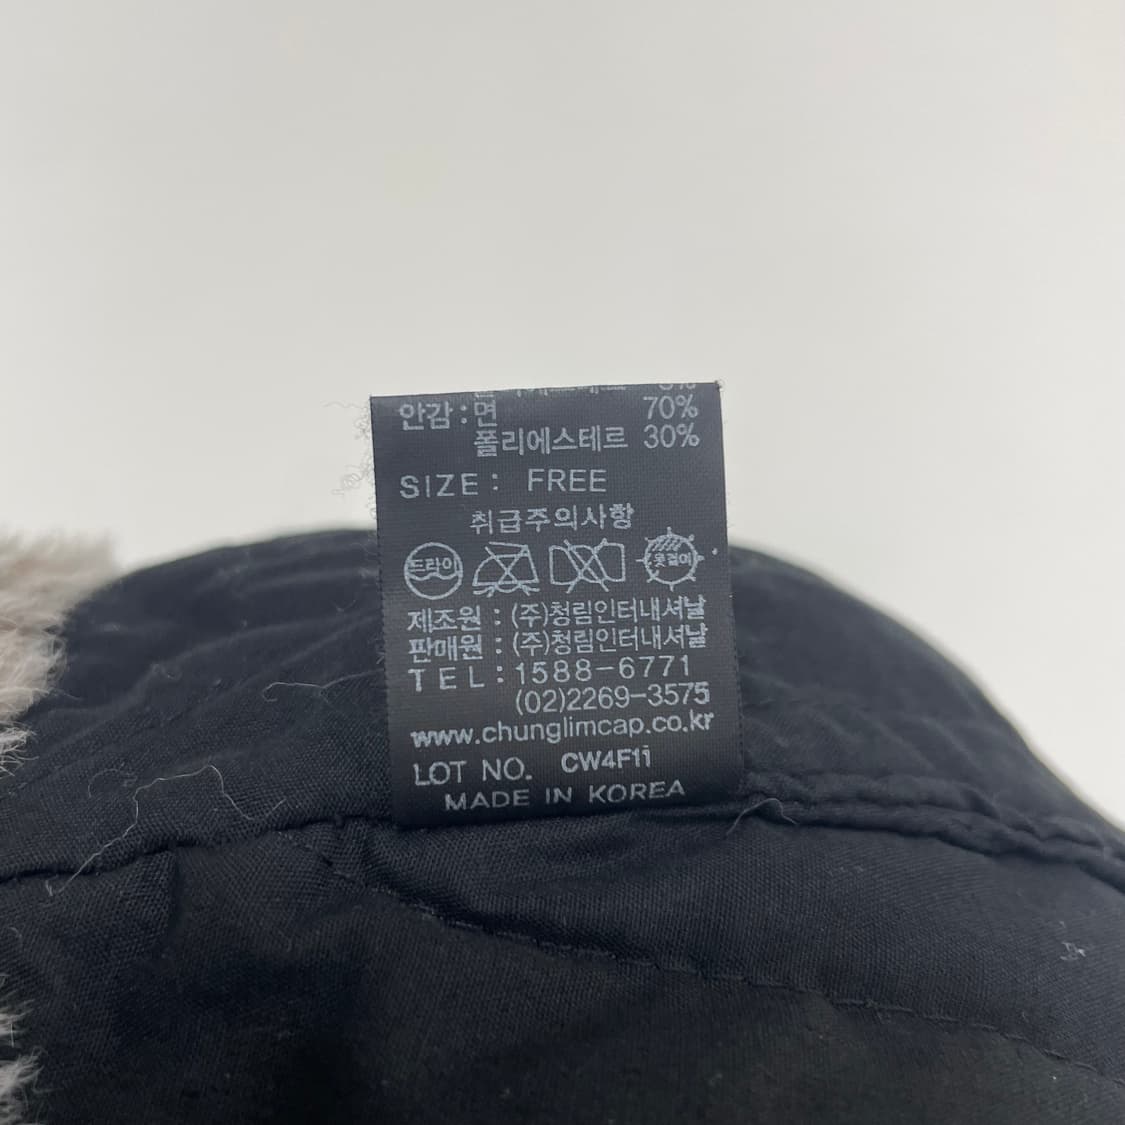 안감 : 면 70%
폴리에스테르 30%
SIZE : FREE
취급주의사항
드라이 옷걸이
제조원 : (주)청림인터내셔날
판매원 : (주)청림인터내셔날
TEL : 1588-6771
(02)2269-3575
www.chunglimcap.co.kr
LOT NO. CW4F1i
MADE IN KOREA